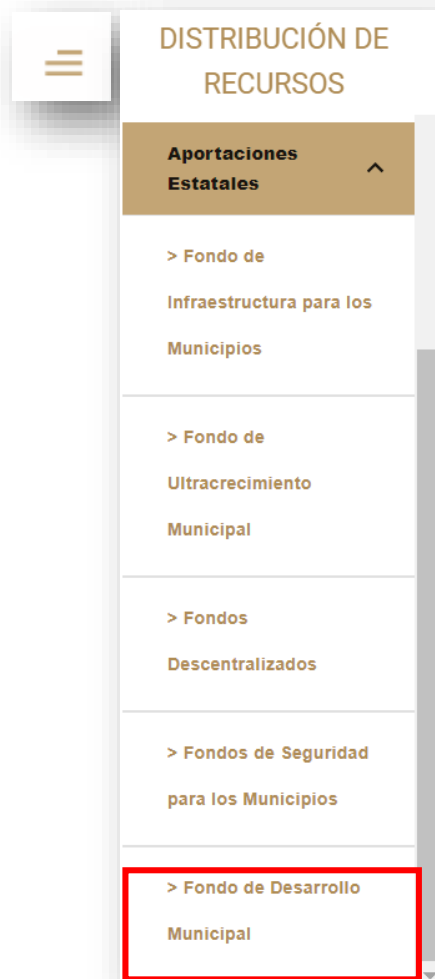 DISTRIBUCIÓN DE
RECURSOS
Aportaciones
Estatales
> Fondo de
Infraestructura para los
Municipios
> Fondo de
Ultracrecimiento
Municipal
> Fondos
Descentralizados
> Fondos de Seguridad
para los Municipios
> Fondo de Desarrollo
Municipal